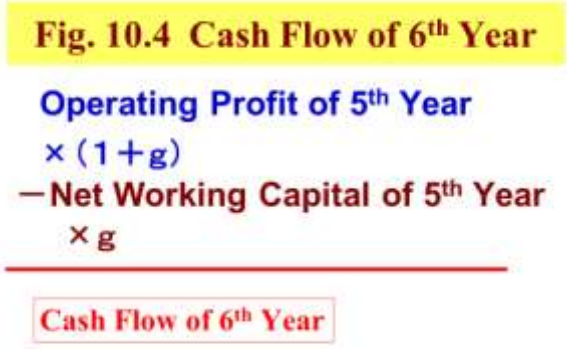 Fig. 10.4 Cash Flow of 6th Year
Operating Profit of 5th Year
×(1+g)
−Net Working Capital of 5th Year
×g
Cash Flow of 6th Year